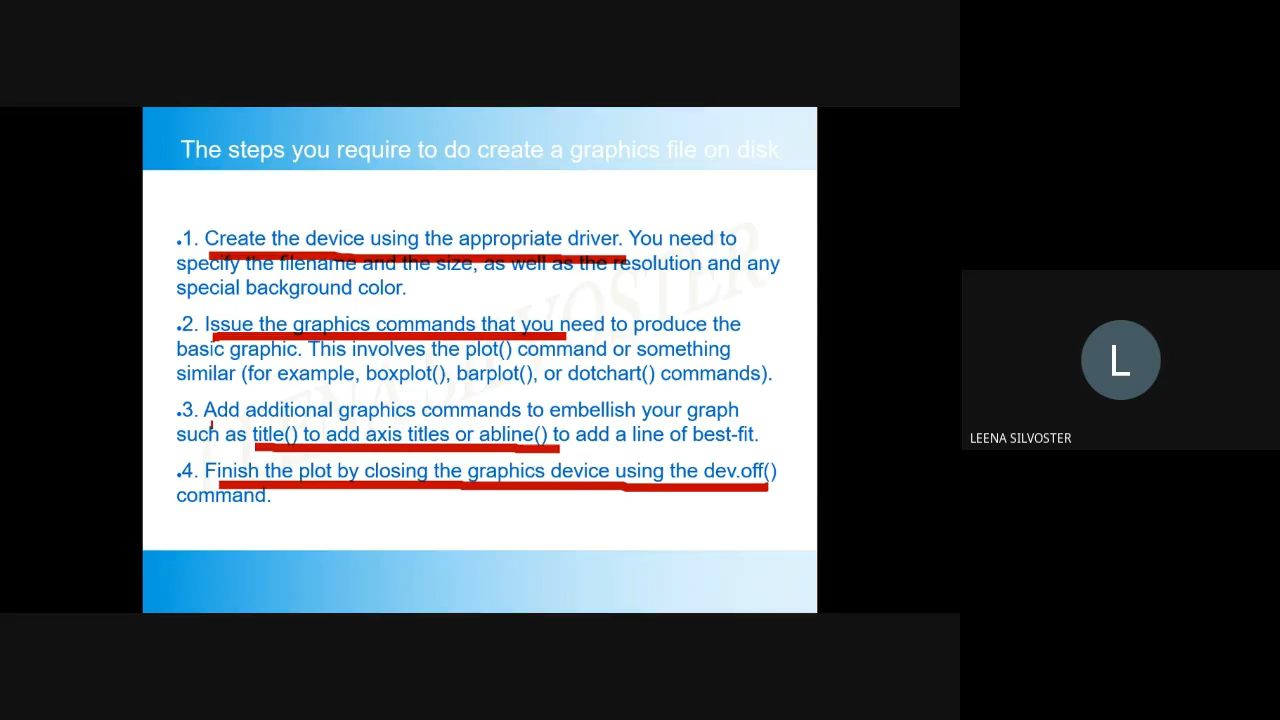 The steps you require to do create a graphics file on disk
•1. Create the device using the appropriate driver. You need to
specify the filename and the size, as well as the resolution and any
special background color.
•2. Issue the graphics commands that you need to produce the
basic graphic. This involves the plot() command or something
similar (for example, boxplot(), barplot(), or dotchart() commands).
•3. Add additional graphics commands to embellish your graph
such as title() to add axis titles or abline() to add a line of best-fit.
•4. Finish the plot by closing the graphics device using the dev.off()
command.
LEENA SILVOSTER
L
LEENA SILVOSTER